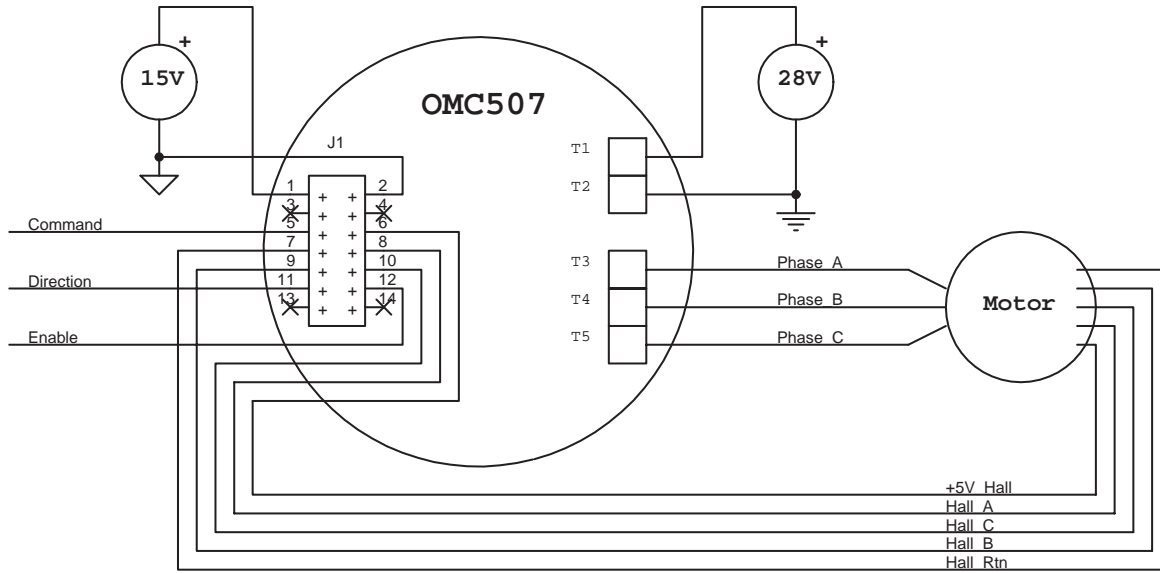 +
15V
OMC507
+
28V
J1
T1
T2
1 2
3 4
5 6
7 8
9 10
11 12
13 14
Command
Direction
Enable
T3
T4
T5
Phase A
Phase B
Phase C
Motor
+5V Hall
Hall A
Hall C
Hall B
Hall Rtn